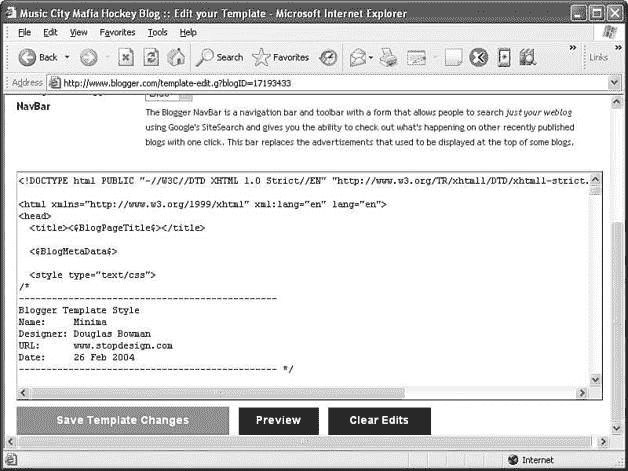 Music City Mafia Hockey Blog :: Edit your Template - Microsoft Internet Explorer
File Edit View Favorites Tools Help
Back Search Favorites Links
Address http://www.blogger.com/template-edit.g?blogID=17193433
NavBar
The Blogger NavBar is a navigation bar and toolbar with a form that allows people to search just your weblog
using Google's SiteSearch and gives you the ability to check out what's happening on other recently published
blogs with one click. This bar replaces the advertisements that used to be displayed at the top of some blogs.
<!DOCTYPE html PUBLIC "-//W3C//DTD XHTML 1.0 Strict//EN" "http://www.w3.org/TR/xhtml1/DTD/xhtml1-strict.
<html xmlns="http://www.w3.org/1999/xhtml" xml:lang="en" lang="en">
<head>
<title><$BlogPageTitle$></title>
<$BlogMetaData$>
<style type="text/css">
/*
-----------------------------------------------
Blogger Template Style
Name: Minima
Designer: Douglas Bowman
URL: www.stopdesign.com
Date: 26 Feb 2004
----------------------------------------------- */
Save Template Changes Preview Clear Edits
Internet